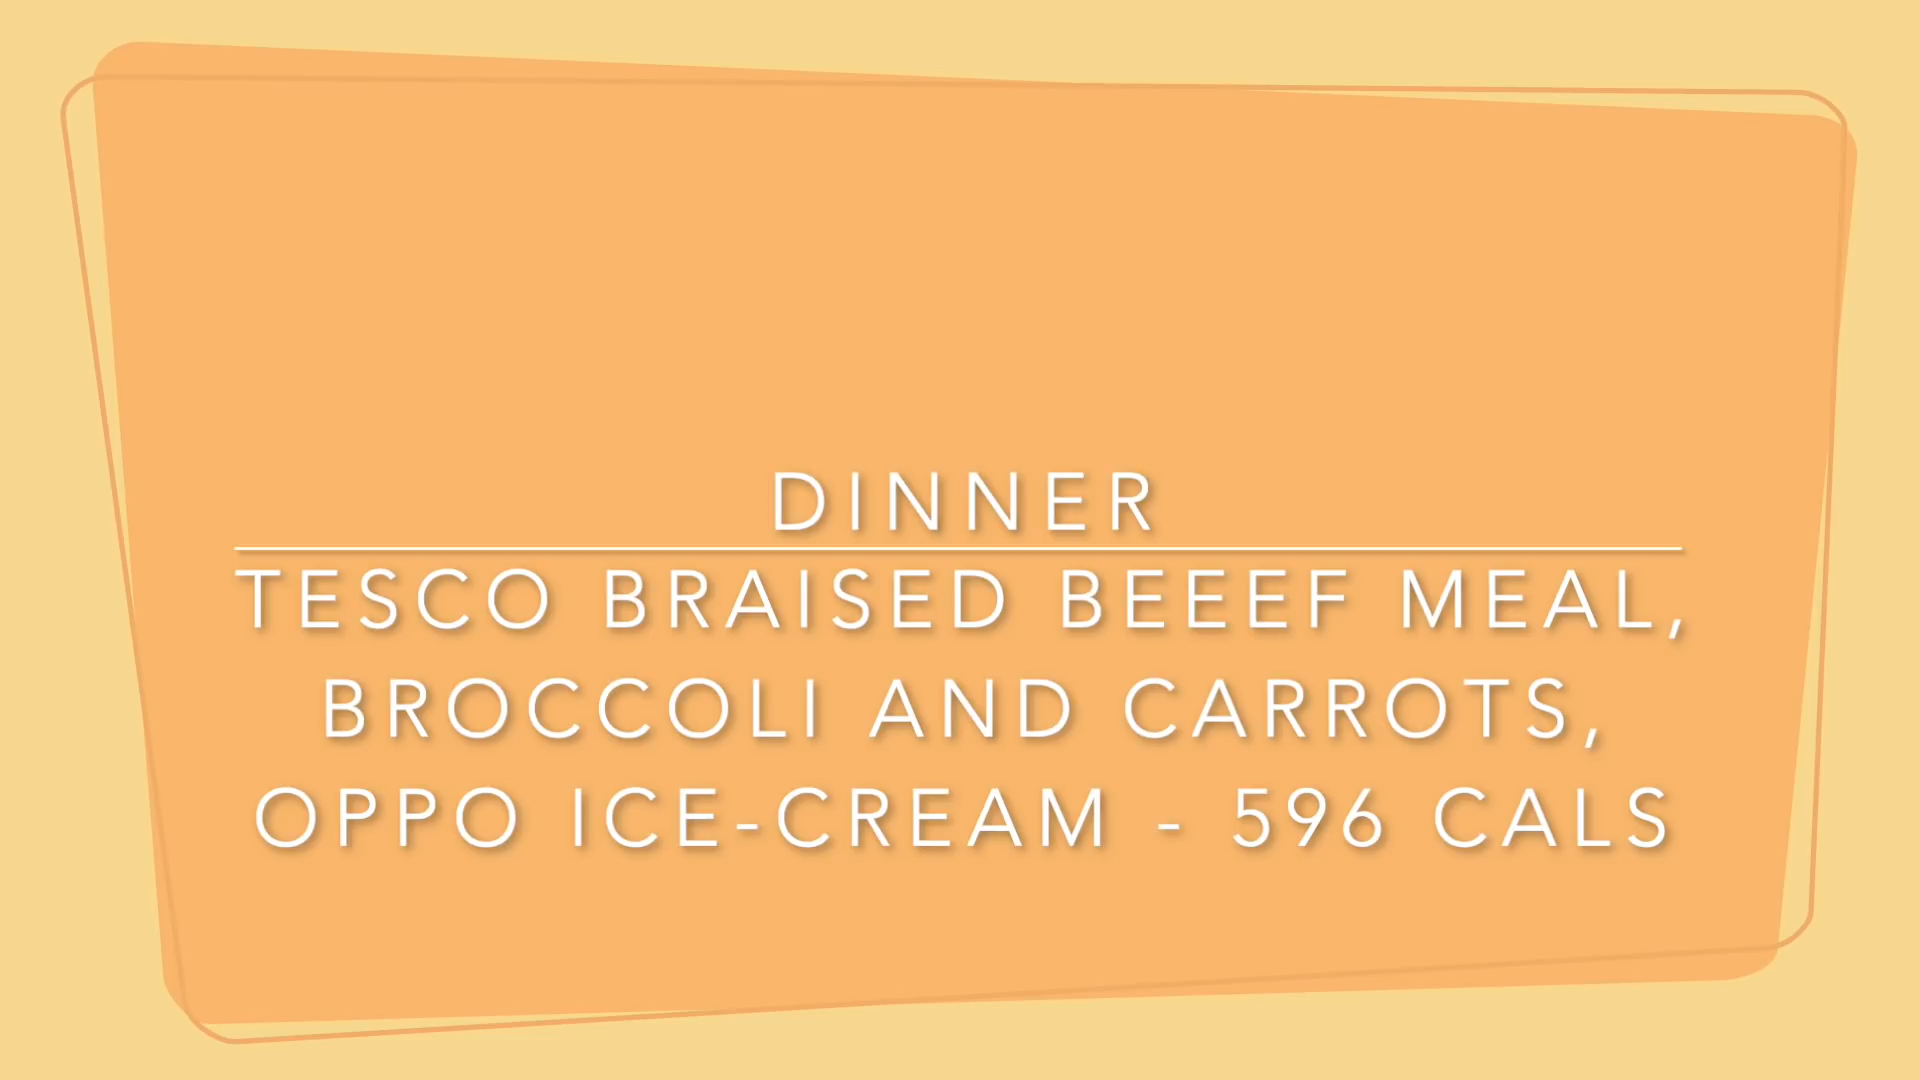 DINNER
TESCO BRAISED BEEEF MEAL,
BROCCOLI AND CARROTS,
OPPO ICE-CREAM - 596 CALS